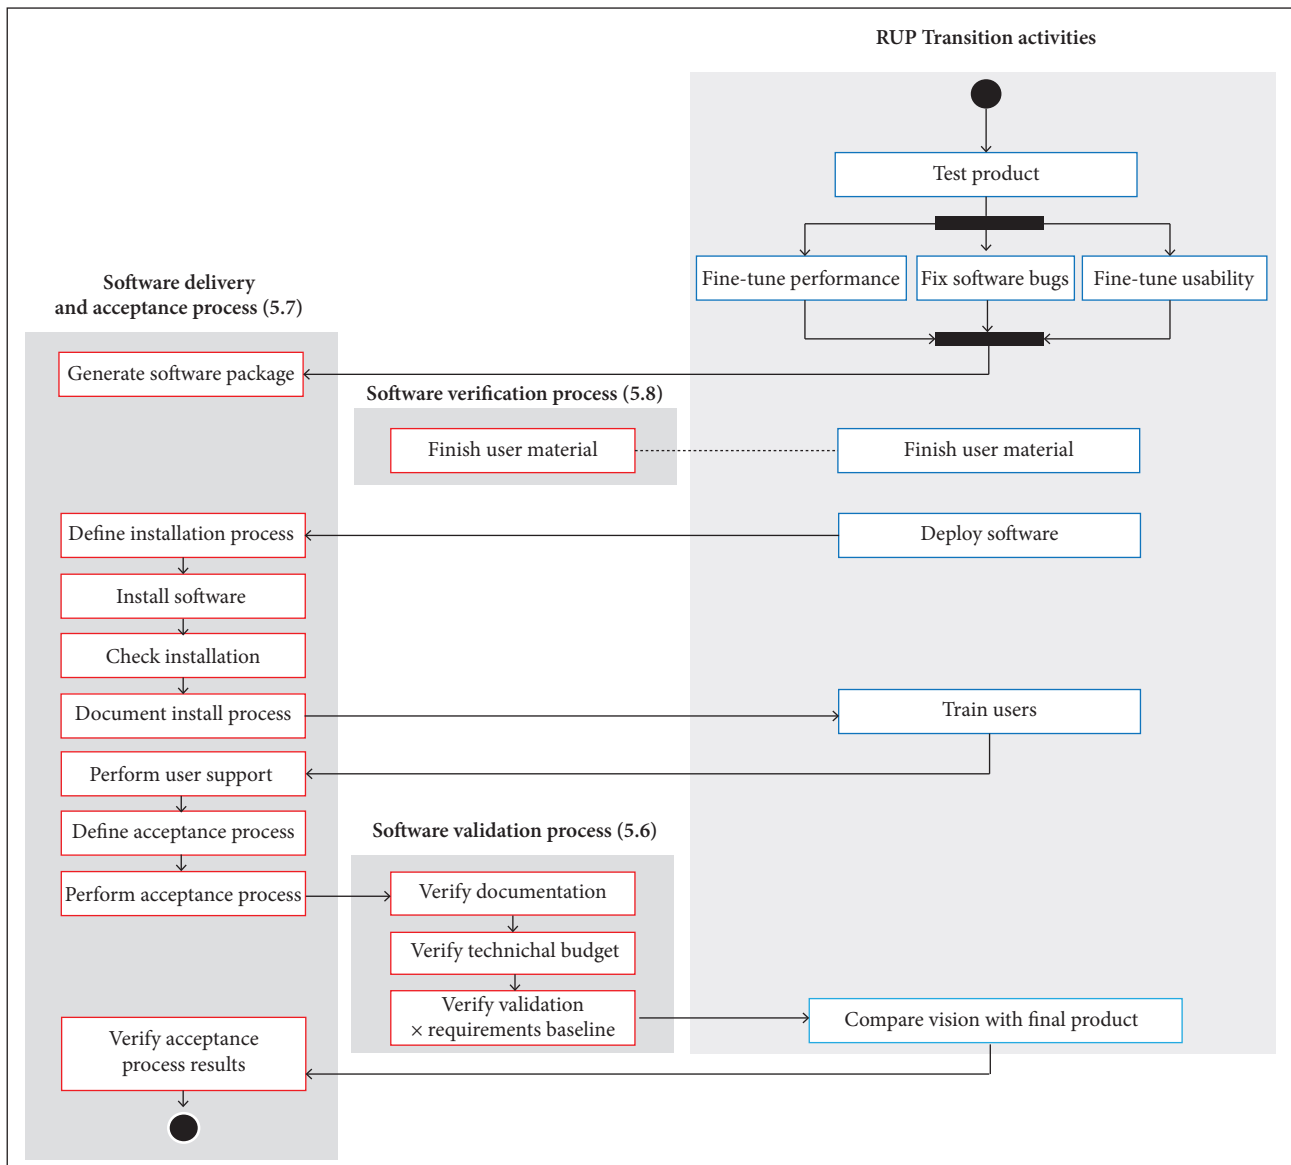 RUP Transition activities
Test product
Fine-tune performance
Fix software bugs
Fine-tune usability
Software delivery
and acceptance process (5.7)
Generate software package
Software verification process (5.8)
Finish user material
Finish user material
Define installation process
Deploy software
Install software
Check installation
Document install process
Train users
Perform user support
Define acceptance process
Software validation process (5.6)
Perform acceptance process
Verify documentation
Verify technichal budget
Verify validation
× requirements baseline
Compare vision with final product
Verify acceptance
process results